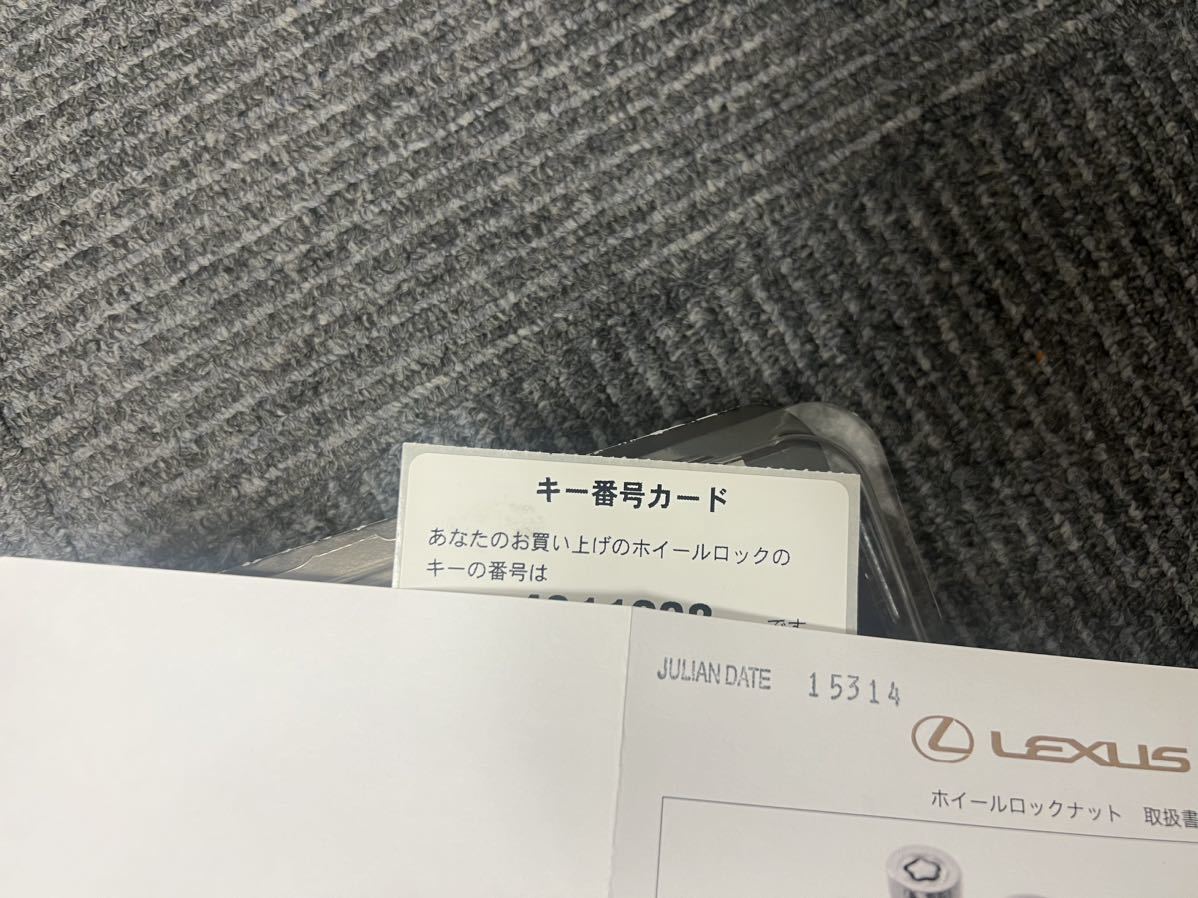 キー番号カード
あなたのお買い上げのホイールロックの
キーの番号は
です
JULIAN DATE 15314
LEXUS
ホイールロックナット 取扱書